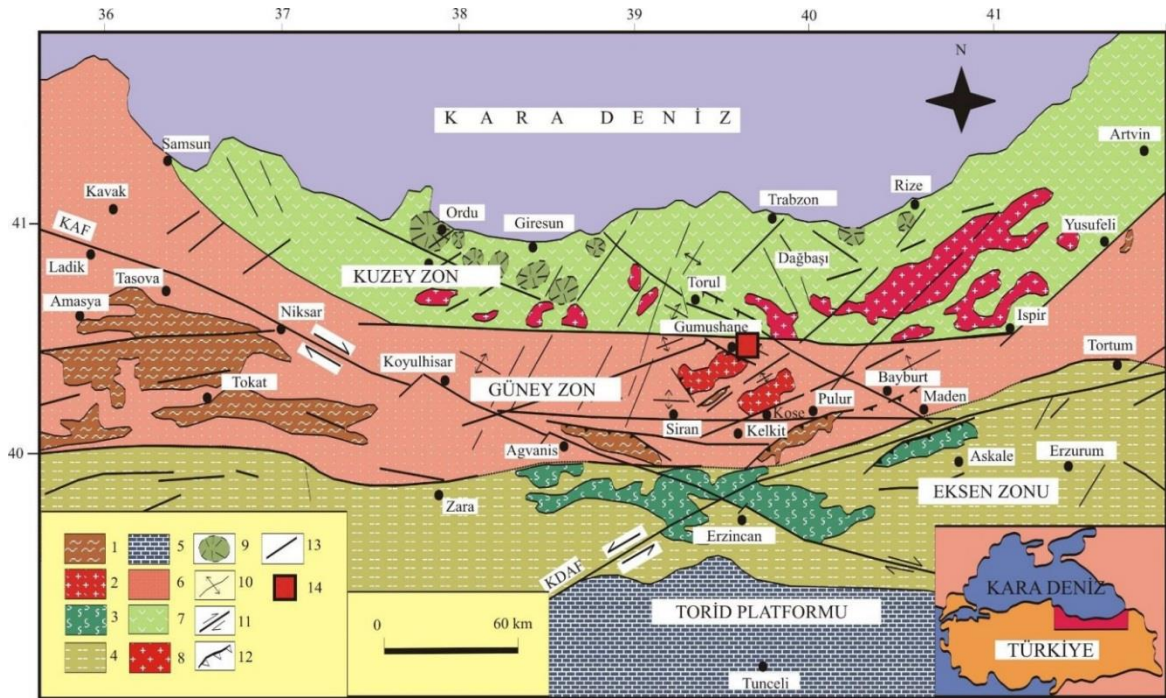 36 37 38 39 40 41
N
K A R A D E N İ Z
Artvin
Samsun
Kavak
Rize
Ordu
Trabzon
Giresun
41
KAF
Yusufeli
Ladik
Dağbaşı
Tasova
KUZEY ZON
Torul
Amasya
Niksar
Gumushane
Ispir
Tortum
Koyulhisar
Bayburt
GÜNEY ZON
Tokat
Pulur
Maden
Kose
Siran
Kelkit
40
Agvanis
Askale
Erzurum
Zara
EKSEN ZONU
Erzincan
KDAF
1 5 9 13
2 6 10 14
3 7 11
4 8 12
0 60 km
TORİD PLATFORMU
Tunceli
KARA DENİZ
TÜRKİYE